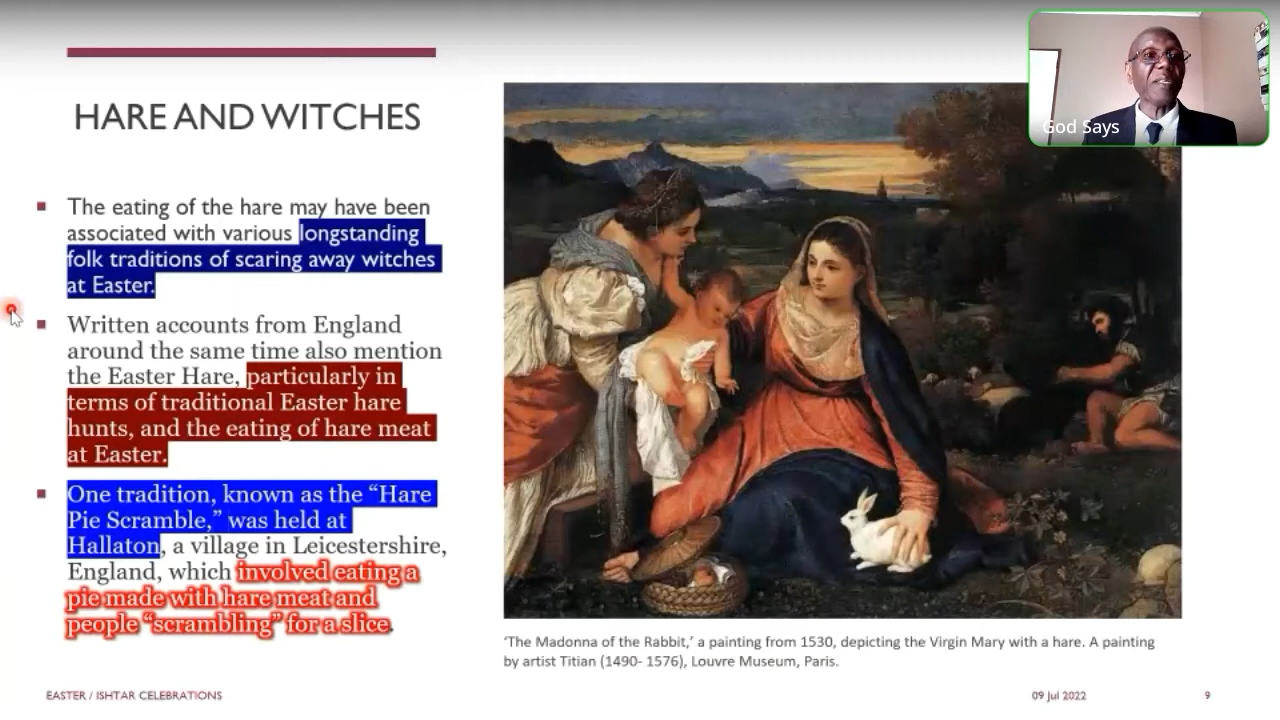 HARE AND WITCHES
The eating of the hare may have been
associated with various longstanding
folk traditions of scaring away witches
at Easter.
Written accounts from England
around the same time also mention
the Easter Hare, particularly in
terms of traditional Easter hare
hunts, and the eating of hare meat
at Easter.
One tradition, known as the “Hare
Pie Scramble,” was held at
Hallaton, a village in Leicestershire,
England, which involved eating a
pie made with hare meat and
people “scrambling” for a slice.
God Says
‘The Madonna of the Rabbit,’ a painting from 1530, depicting the Virgin Mary with a hare. A painting
by artist Titian (1490- 1576), Louvre Museum, Paris.
EASTER / ISHTAR CELEBRATIONS
09 Jul 2022
9